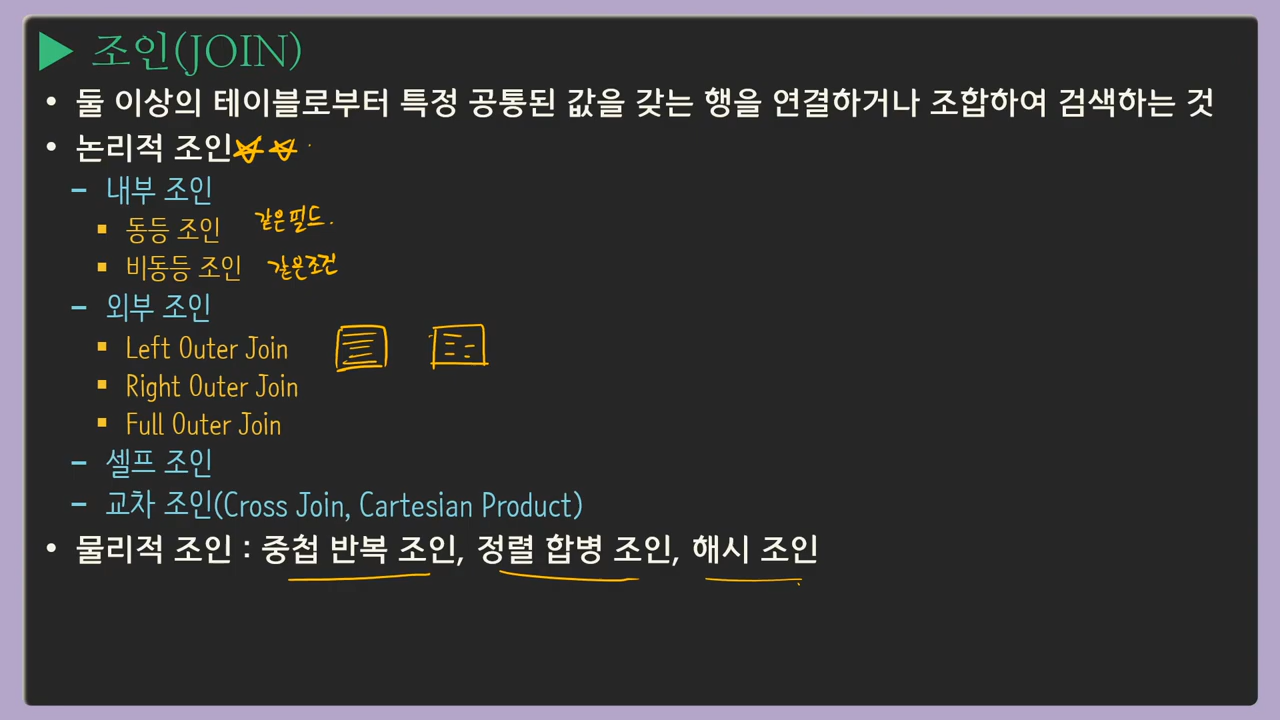 ▶ 조인(JOIN)
• 둘 이상의 테이블로부터 특정 공통된 값을 갖는 행을 연결하거나 조합하여 검색하는 것
• 논리적 조인
– 내부 조인
▪ 동등 조인 같은필드.
▪ 비동등 조인 같은조건
– 외부 조인
▪ Left Outer Join
▪ Right Outer Join
▪ Full Outer Join
– 셀프 조인
– 교차 조인(Cross Join, Cartesian Product)
• 물리적 조인 : 중첩 반복 조인, 정렬 합병 조인, 해시 조인